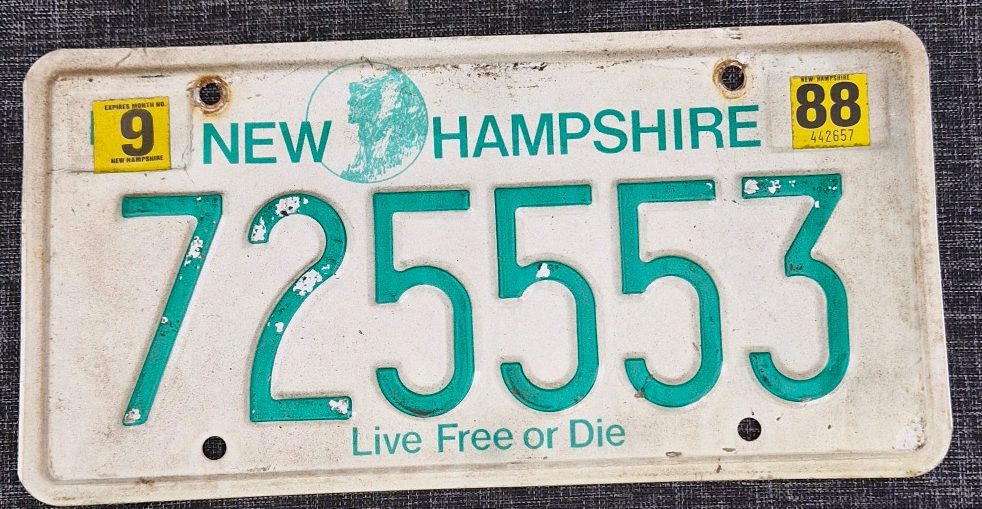 EXPIRES MONTH NO.
9
NEW HAMPSHIRE
NEW HAMPSHIRE
NEW HAMPSHIRE
88
442657
725553
Live Free or Die